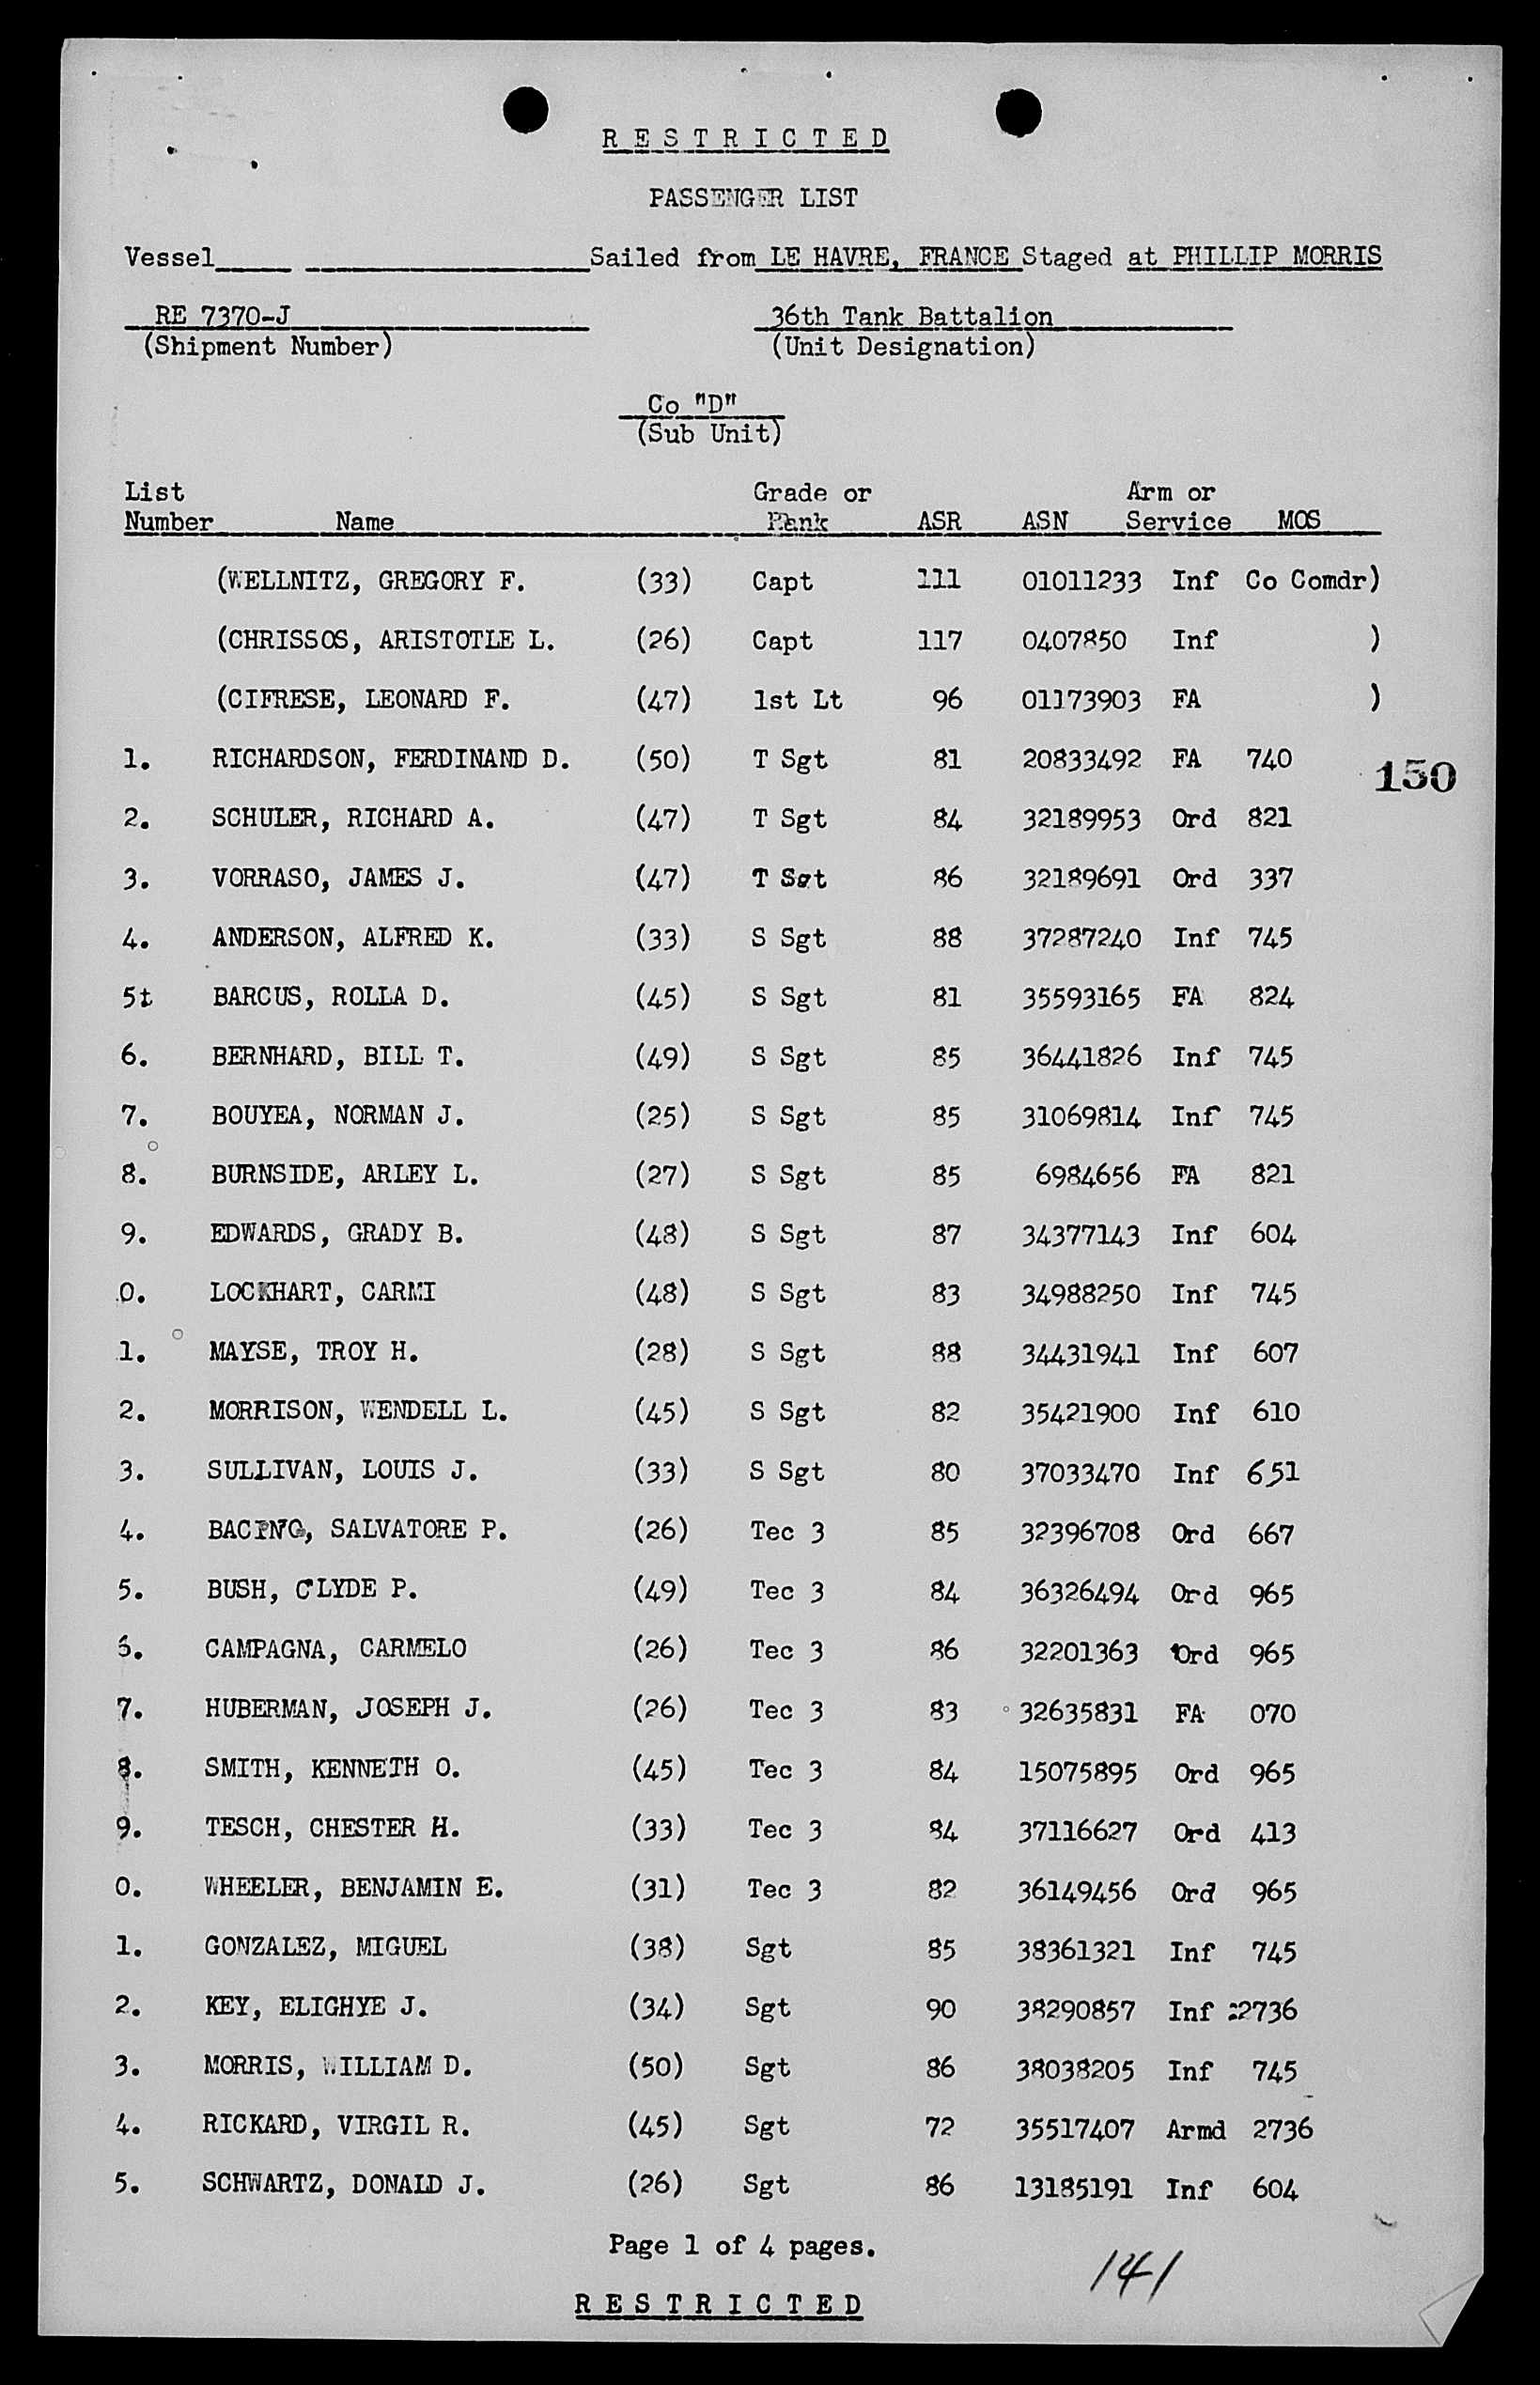 RESTRICTED
PASSENGER LIST
Vessel Sailed from LE HAVRE, FRANCE Staged at PHILLIP MORRIS
RE 7370-J 36th Tank Battalion
(Shipment Number) (Unit Designation)
Co "D"
(Sub Unit)
List Grade or Arm or
Number Name Rank ASR ASN Service MOS
(WELLNITZ, GREGORY F. (33) Capt 111 01011233 Inf Co Comdr)
(CHRISSOS, ARISTOTLE L. (26) Capt 117 0407850 Inf )
(CIFRESE, LEONARD F. (47) 1st Lt 96 01173903 FA )
1. RICHARDSON, FERDINAND D. (50) T Sgt 81 20833492 FA 740
150
2. SCHULER, RICHARD A. (47) T Sgt 84 32189953 Ord 821
3. VORRASO, JAMES J. (47) T Sgt 86 32189691 Ord 337
4. ANDERSON, ALFRED K. (33) S Sgt 88 37287240 Inf 745
5t BARCUS, ROLLA D. (45) S Sgt 81 35593165 FA 824
6. BERNHARD, BILL T. (49) S Sgt 85 36441826 Inf 745
7. BOUYEA, NORMAN J. (25) S Sgt 85 31069814 Inf 745
8. BURNSIDE, ARLEY L. (27) S Sgt 85 6984656 FA 821
9. EDWARDS, GRADY B. (48) S Sgt 87 34377143 Inf 604
0. LOCKHART, CARMI (48) S Sgt 83 34988250 Inf 745
1. MAYSE, TROY H. (28) S Sgt 88 34431941 Inf 607
2. MORRISON, WENDELL L. (45) S Sgt 82 35421900 Inf 610
3. SULLIVAN, LOUIS J. (33) S Sgt 80 37033470 Inf 651
4. SALVATORE P. (26) Tec 3 85 32396708 Ord 667
5. BUSH, CLYDE P. (49) Tec 3 84 36326494 Ord 965
6. CAMPAGNA, CARMELO (26) Tec 3 86 32201363 Ord 965
7. HUBERMAN, JOSEPH J. (26) Tec 3 83 32635831 FA 070
8. SMITH, KENNETH O. (45) Tec 3 84 15075895 Ord 965
9. TESCH, CHESTER H. (33) Tec 3 84 37116627 Ord 413
0. WHEELER, BENJAMIN E. (31) Tec 3 82 36149456 Ord 965
1. GONZALEZ, MIGUEL (38) Sgt 85 38361321 Inf 745
2. KEY, ELIGHYE J. (34) Sgt 90 38290857 Inf 2736
3. MORRIS, WILLIAM D. (50) Sgt 86 38038205 Inf 745
4. RICKARD, VIRGIL R. (45) Sgt 72 35517407 Armd 2736
5. SCHWARTZ, DONALD J. (26) Sgt 86 13185191 Inf 604
Page 1 of 4 pages.
141
RESTRICTED